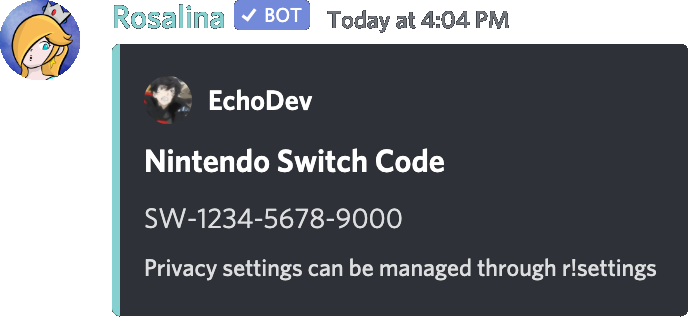 Rosalina ✓ BOT Today at 4:04 PM
EchoDev
Nintendo Switch Code
SW-1234-5678-9000
Privacy settings can be managed through r!settings